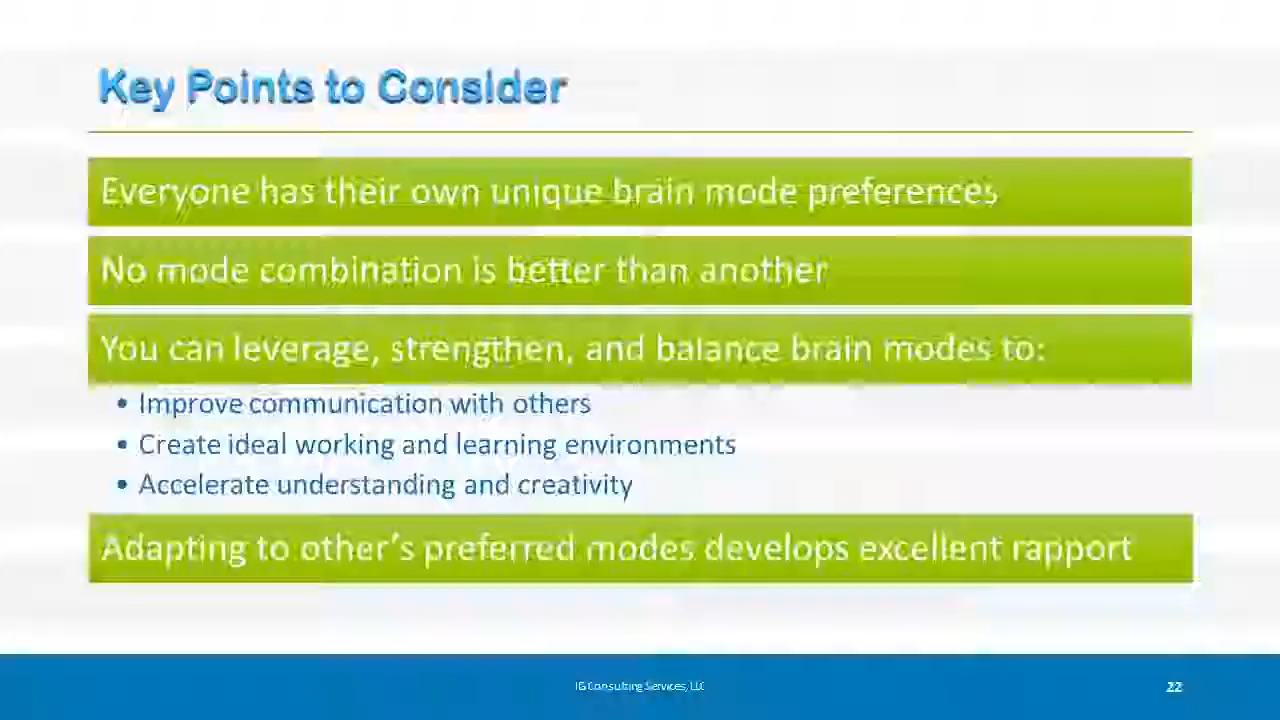 Key Points to Consider
Everyone has their own unique brain mode preferences
No mode combination is better than another
You can leverage, strengthen, and balance brain modes to:
• Improve communication with others
• Create ideal working and learning environments
• Accelerate understanding and creativity
Adapting to other's preferred modes develops excellent rapport
IG Consulting Services, LLC
22